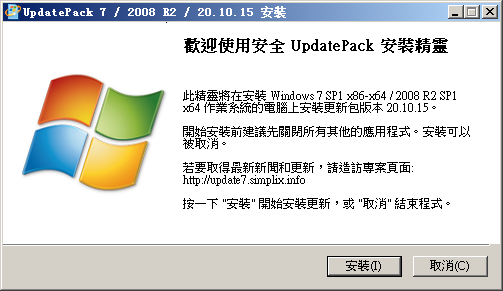 UpdatePack 7 / 2008 R2 / 20.10.15 安裝
歡迎使用安全 UpdatePack 安裝精靈
此精靈將在安裝 Windows 7 SP1 x86-x64 / 2008 R2 SP1
x64 作業系統的電腦上安裝更新包版本 20.10.15。
開始安裝前建議先關閉所有其他的應用程式。安裝可以
被取消。
若要取得最新新聞和更新，請造訪專案頁面:
http://update7.simplix.info
按一下 "安裝" 開始安裝更新，或 "取消" 結束程式。
安裝(I)
取消(C)